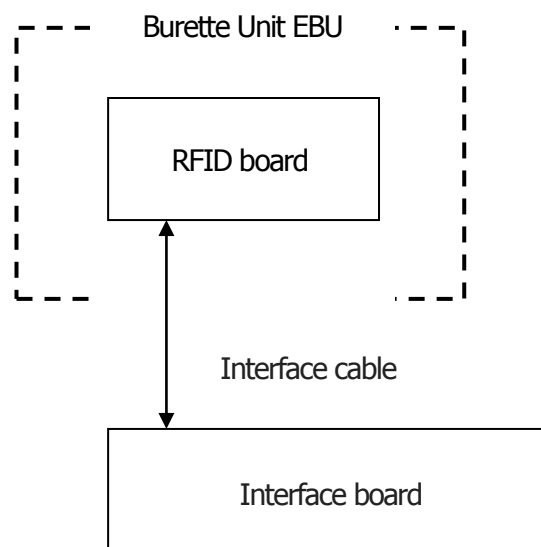 Burette Unit EBU
RFID board
Interface cable
Interface board